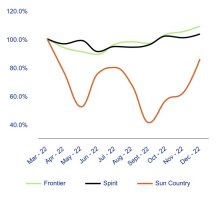 120.0%
100.0%
80.0%
60.0%
40.0%
Mar - 22
Apr - 22
May - 22
Jun - 22
Jul - 22
Aug - 22
Sept - 22
Oct - 22
Nov - 22
Dec - 22
Frontier Spirit Sun Country